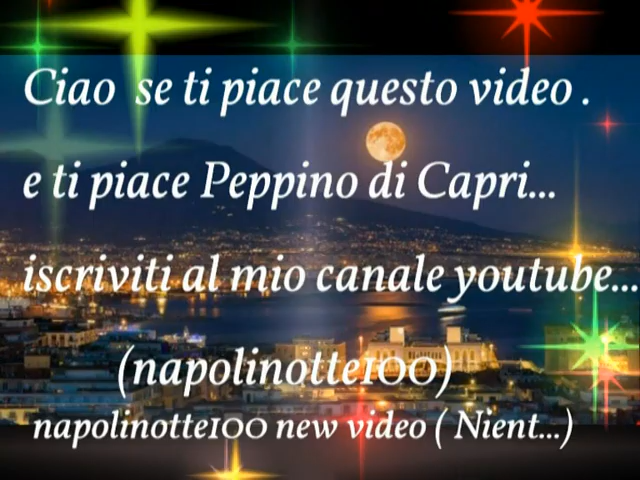 Ciao se ti piace questo video .
e ti piace Peppino di Capri...
iscriviti al mio canale youtube...
(napolinotte100)
napolinotte100 new video ( Nient...)